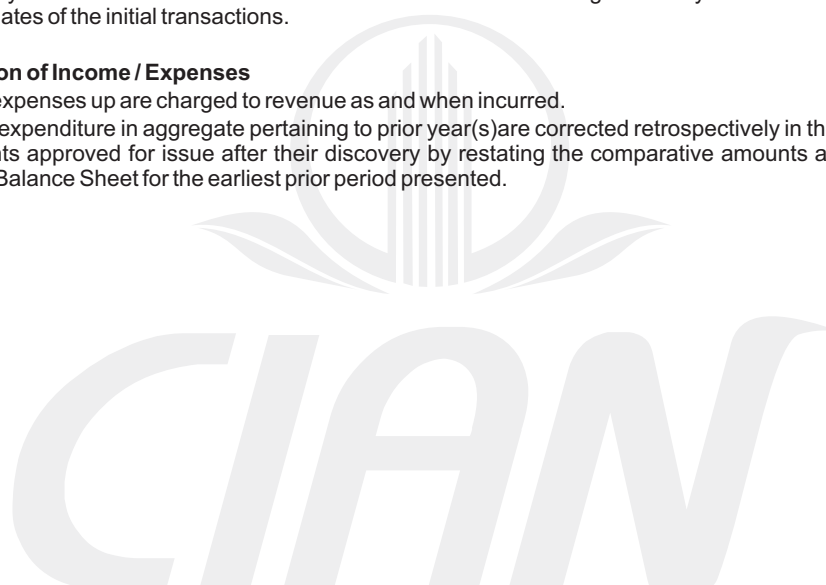 ates of the initial transactions.
on of Income / Expenses
expenses up are charged to revenue as and when incurred.
expenditure in aggregate pertaining to prior year(s)are corrected retrospectively in th
nts approved for issue after their discovery by restating the comparative amounts a
Balance Sheet for the earliest prior period presented.
CIAN